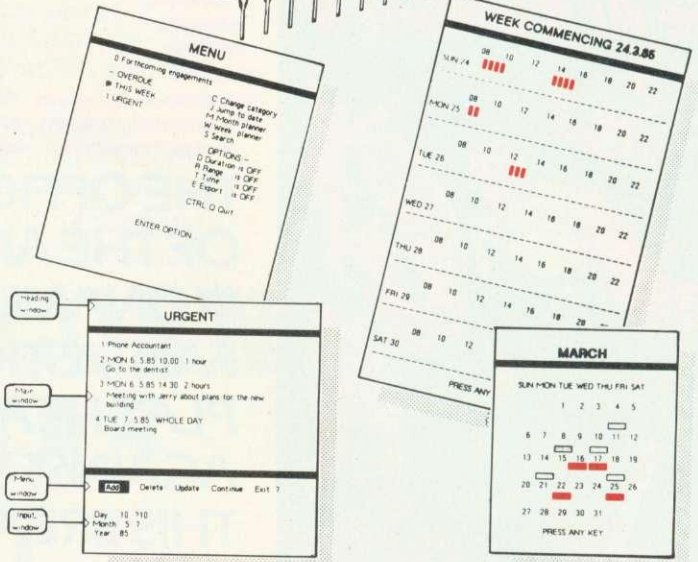 MENU
0 Forthcoming engagements
- OVERDUE
THIS WEEK
1 URGENT
C Change category
J Jump to date
M Month planner
W Week planner
S Search
OPTIONS -
D Duration is OFF
R Range is OFF
T Time is OFF
E Export is OFF
CTRL Q Quit
ENTER OPTION
WEEK COMMENCING 24.3.85
SUN 24 08 10 12 14 16 18 20 22
MON 25 08 10 12 14 16 18 20 22
TUE 26 08 10 12 14 16 18 20 22
WED 27 08 10 12 14 16 18 20 22
THU 28 08 10 12 14 16 18 20 22
FRI 29 08 10 12 14 16 18 20
SAT 30 08 10 12
PRESS ANY
Heading window
URGENT
1 Phone Accountant
2 MON 6. 5.85 10.00 1 hour
Go to the dentist
3 MON 6. 5.85 14.30 2 hours
Meeting with Jerry about plans for the new
building
4 TUE 7. 5.85 WHOLE DAY
Board meeting
Main window
Menu window
Add Delete Update Continue Exit ?
Input window
Day 10 ?10
Month 5 ?
Year 85
MARCH
SUN MON TUE WED THU FRI SAT
1 2 3 4 5
6 7 8 9 10 11 12
13 14 15 16 17 18 19
20 21 22 23 24 25 26
27 28 29 30 31
PRESS ANY KEY